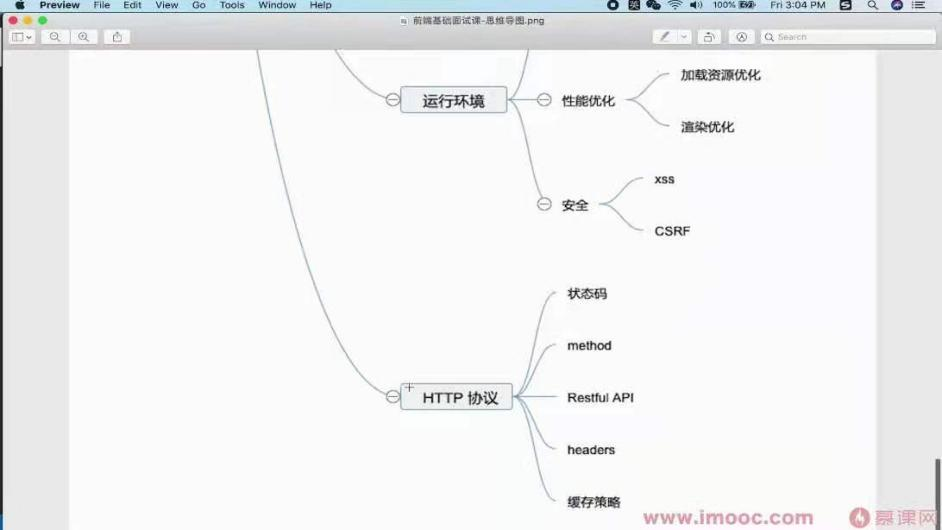 Preview File Edit View Go Tools Window Help 英 100% Fri 3:04 PM S
前端基础面试课-思维导图.png
Search
加载资源优化
运行环境
性能优化
渲染优化
xss
安全
CSRF
状态码
method
HTTP 协议
Restful API
headers
缓存策略
www.imooc.com 慕课网